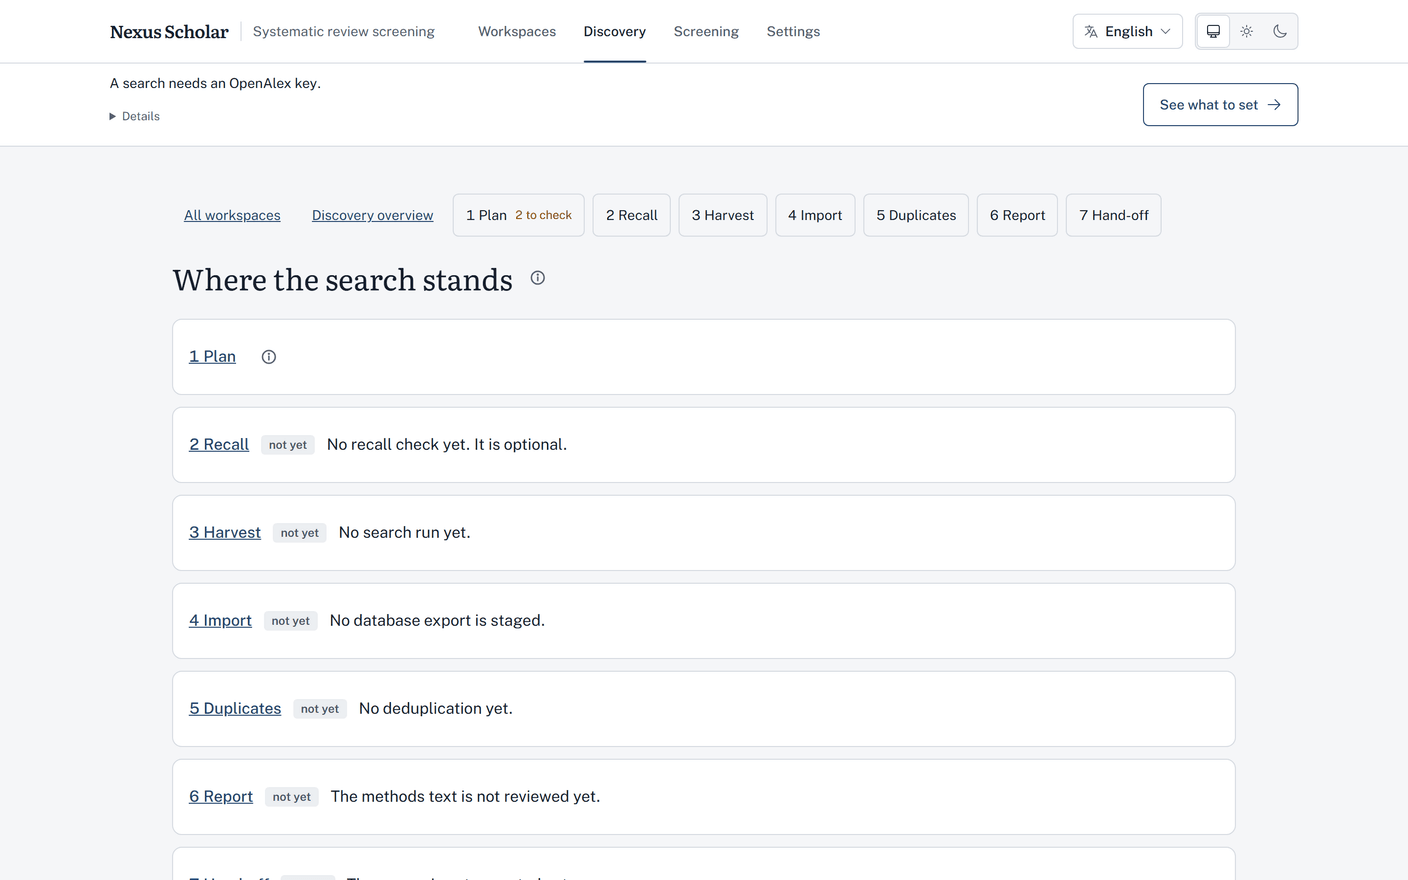 Nexus Scholar
Systematic review screening
Workspaces
Discovery
Screening
Settings
English
A search needs an OpenAlex key.
Details
See what to set
All workspaces
Discovery overview
1 Plan 2 to check
2 Recall
3 Harvest
4 Import
5 Duplicates
6 Report
7 Hand-off
Where the search stands
1 Plan
2 Recall not yet No recall check yet. It is optional.
3 Harvest not yet No search run yet.
4 Import not yet No database export is staged.
5 Duplicates not yet No deduplication yet.
6 Report not yet The methods text is not reviewed yet.